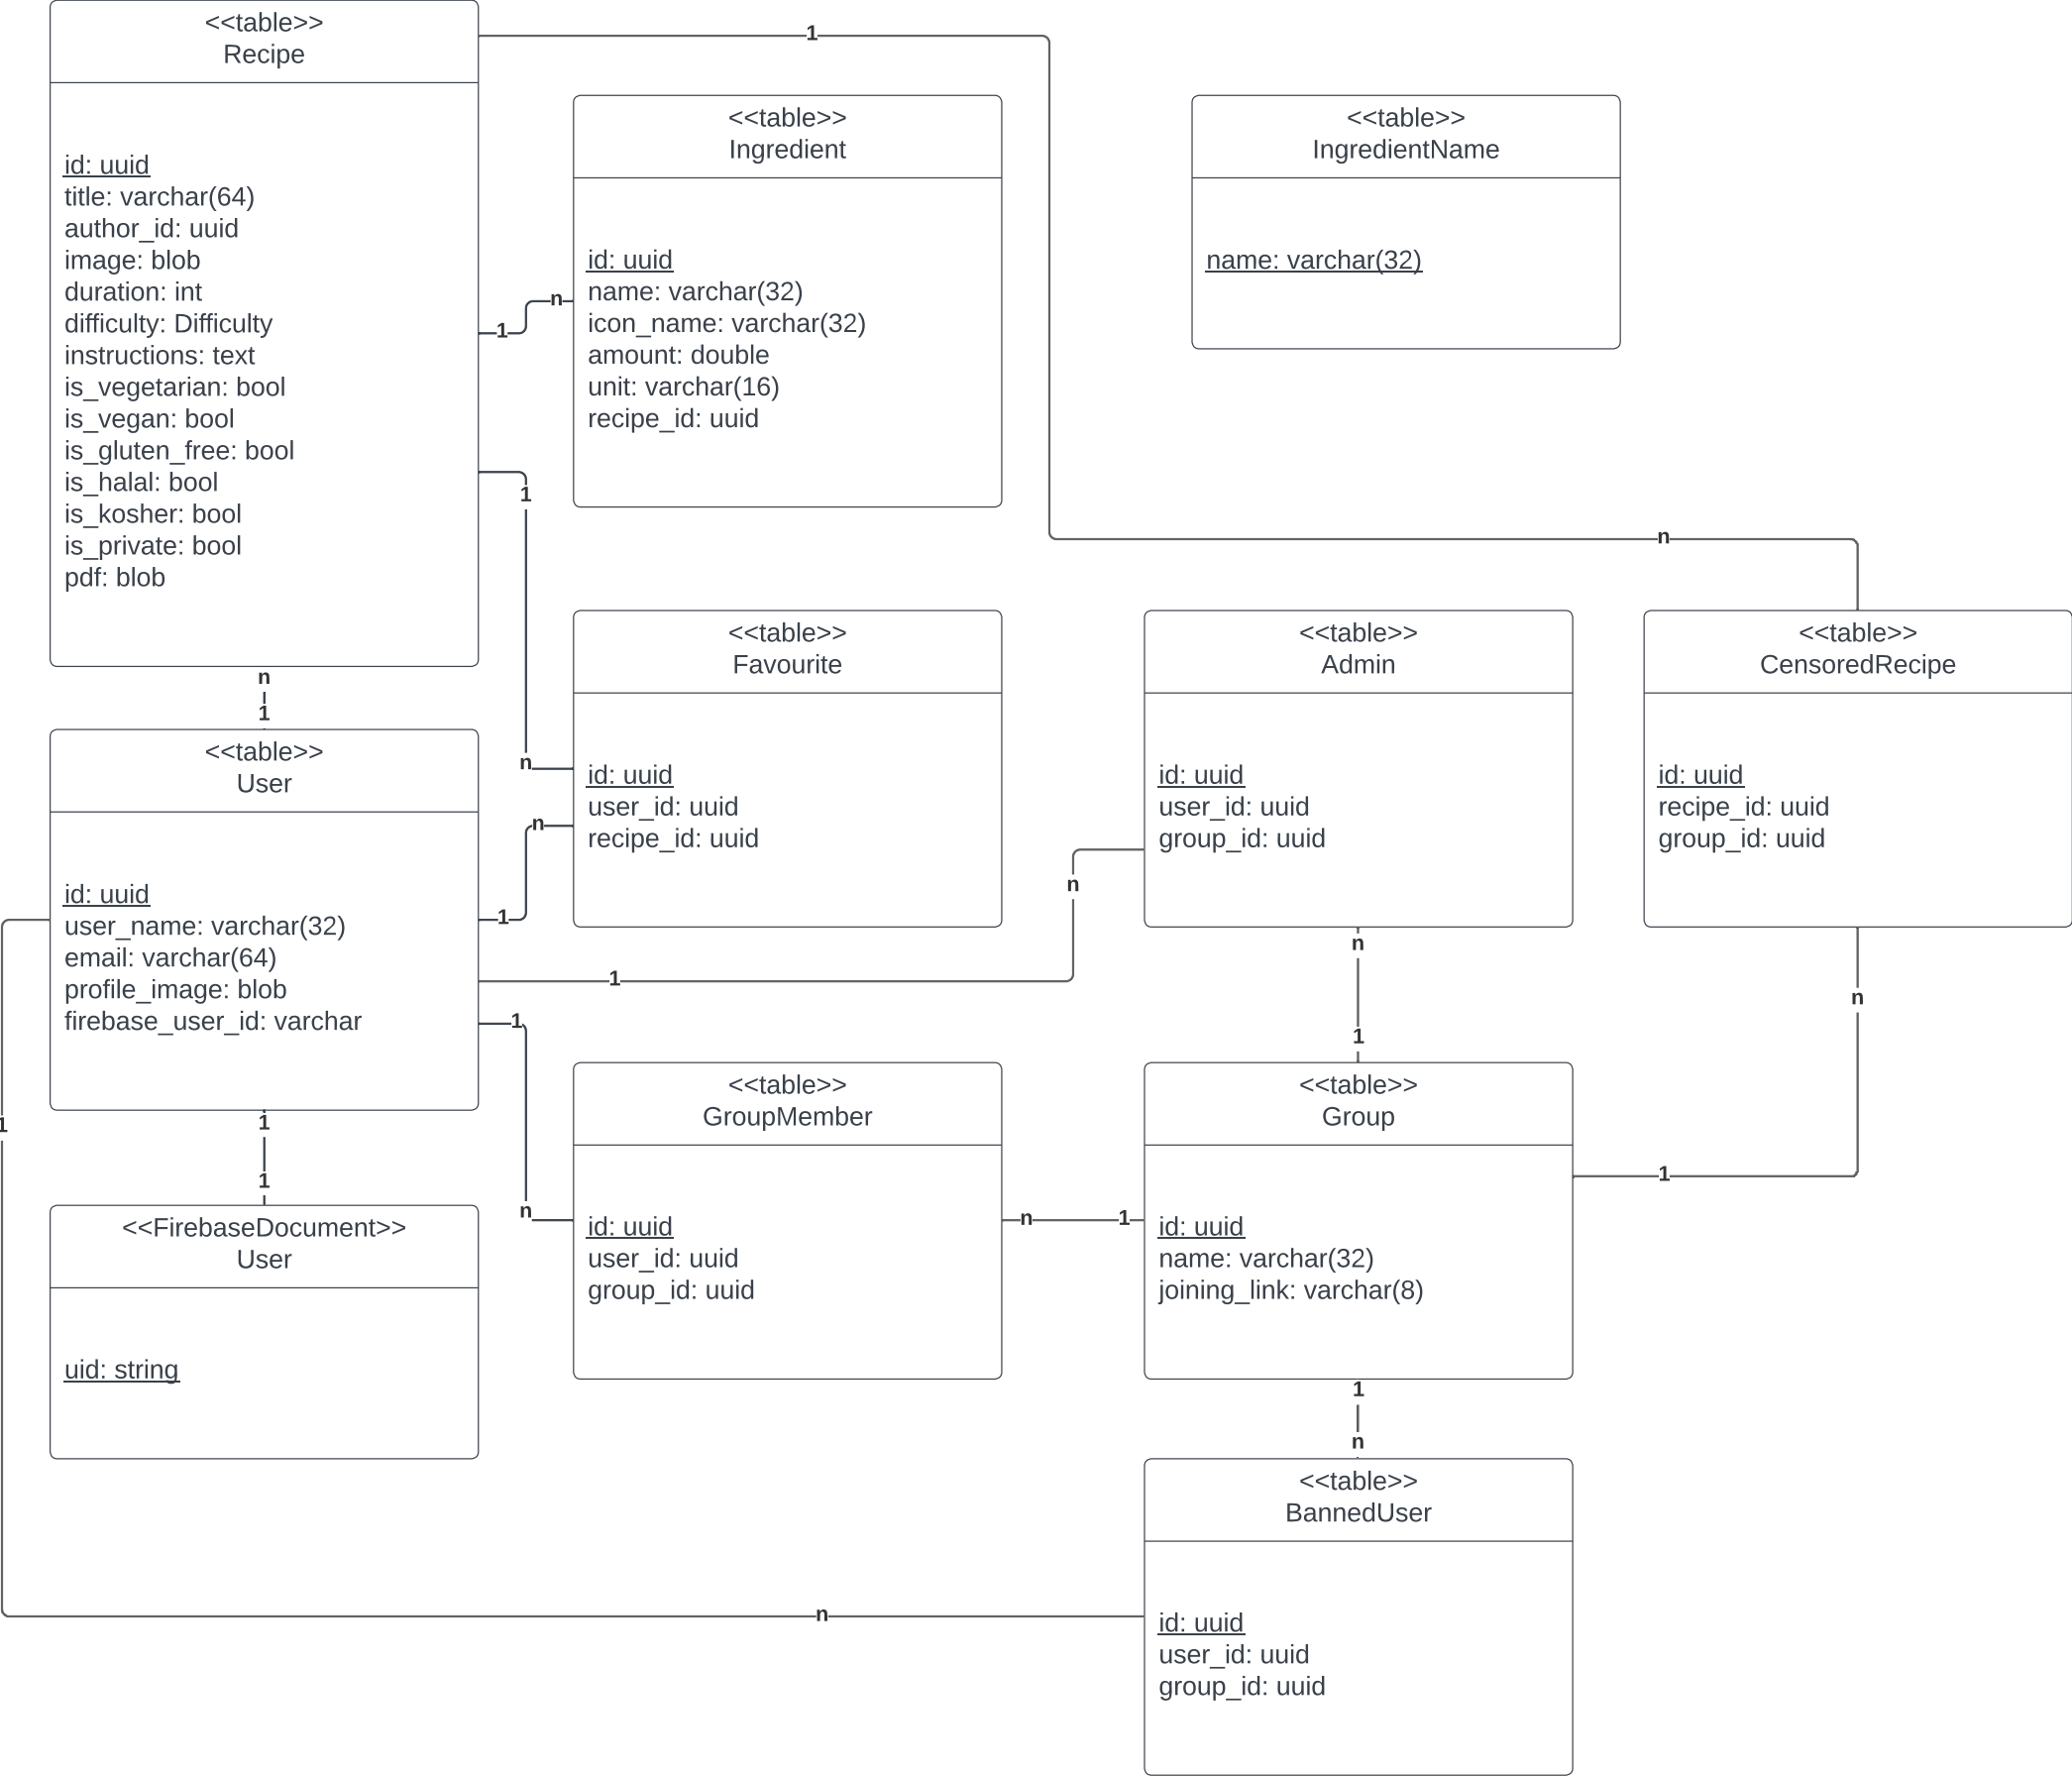 <<table>>
Recipe
id: uuid
title: varchar(64)
author_id: uuid
image: blob
duration: int
difficulty: Difficulty
instructions: text
is_vegetarian: bool
is_vegan: bool
is_gluten_free: bool
is_halal: bool
is_kosher: bool
is_private: bool
pdf: blob
1
<<table>>
Ingredient
id: uuid
name: varchar(32)
icon_name: varchar(32)
amount: double
unit: varchar(16)
recipe_id: uuid
<<table>>
IngredientName
name: varchar(32)
n
1
1
n
n
1
<<table>>
Favourite
id: uuid
user_id: uuid
recipe_id: uuid
<<table>>
Admin
id: uuid
user_id: uuid
group_id: uuid
<<table>>
CensoredRecipe
id: uuid
recipe_id: uuid
group_id: uuid
<<table>>
User
id: uuid
user_name: varchar(32)
email: varchar(64)
profile_image: blob
firebase_user_id: varchar
n
n
1
n
1
1
n
1
n
n
1
1
1
1
<<FirebaseDocument>>
User
uid: string
<<table>>
GroupMember
id: uuid
user_id: uuid
group_id: uuid
n
n
1
<<table>>
Group
id: uuid
name: varchar(32)
joining_link: varchar(8)
1
1
n
<<table>>
BannedUser
id: uuid
user_id: uuid
group_id: uuid
n